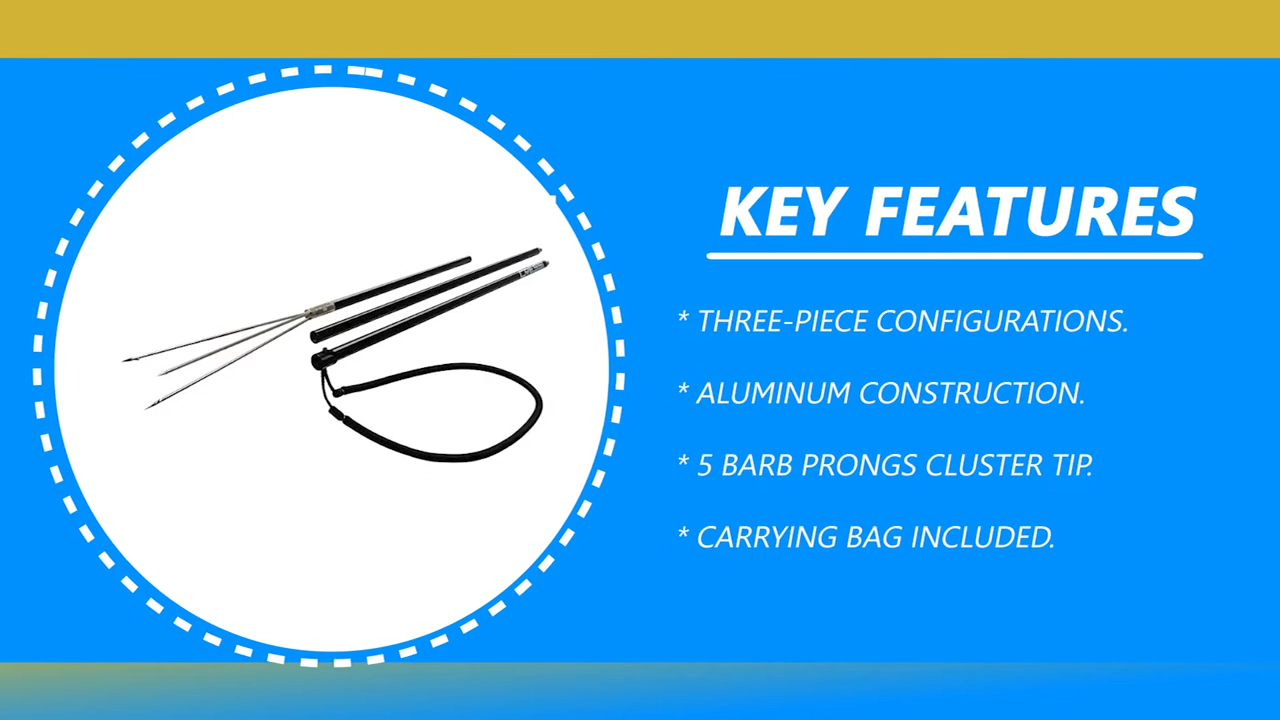 KEY FEATURES
* THREE-PIECE CONFIGURATIONS.
* ALUMINUM CONSTRUCTION.
* 5 BARB PRONGS CLUSTER TIP.
* CARRYING BAG INCLUDED.